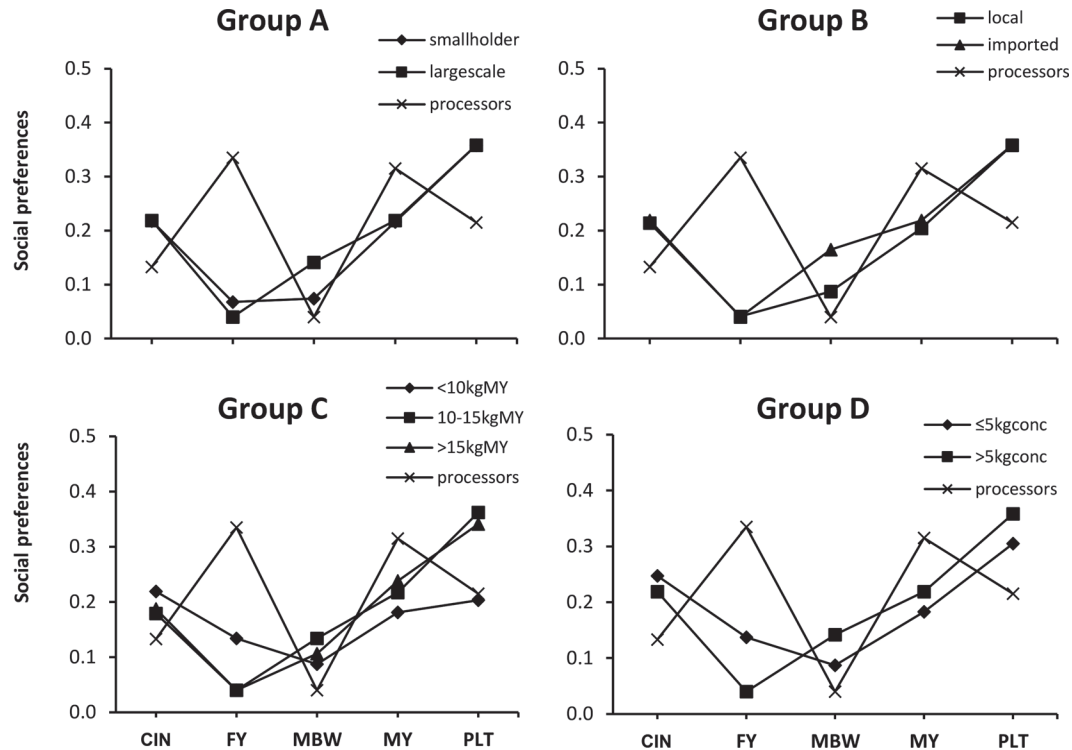 Group A
smallholder
largescale
processors
Social preferences
0.5
0.4
0.3
0.2
0.1
0.0
Group B
local
imported
processors
0.5
0.4
0.3
0.2
0.1
0.0
Group C
<10kgMY
10-15kgMY
>15kgMY
processors
Social preferences
0.5
0.4
0.3
0.2
0.1
0.0
CIN FY MBW MY PLT
Group D
≤5kgconc
>5kgconc
processors
0.5
0.4
0.3
0.2
0.1
0.0
CIN FY MBW MY PLT